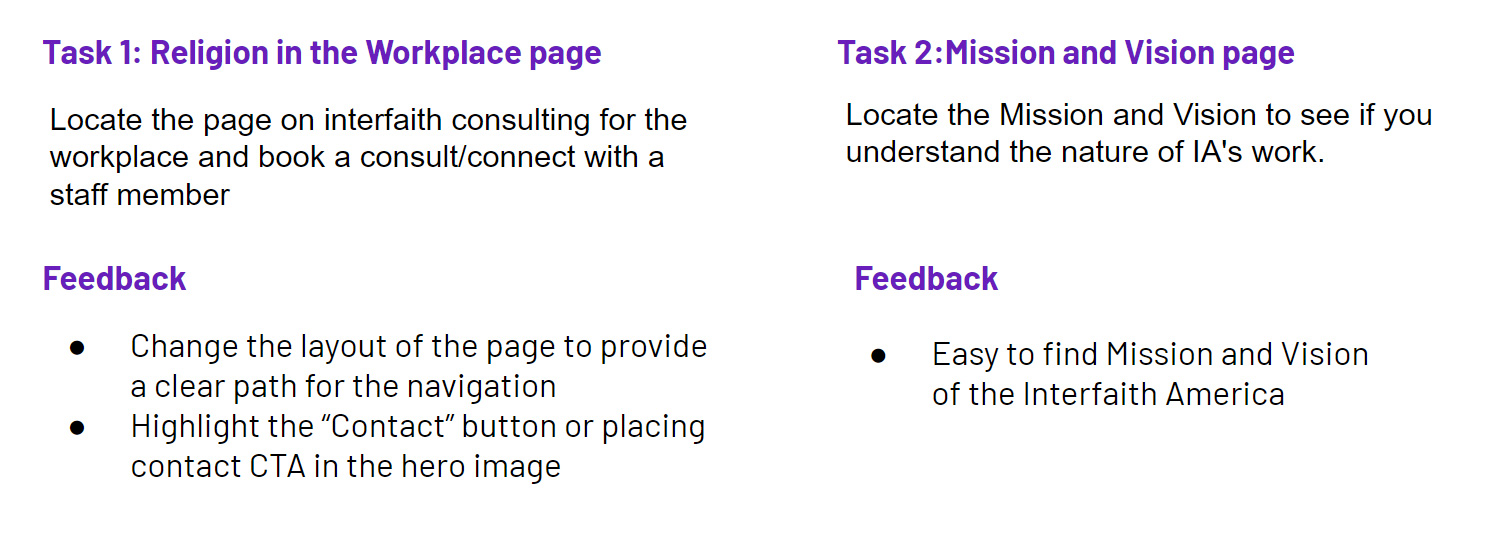 Task 1: Religion in the Workplace page
Locate the page on interfaith consulting for the
workplace and book a consult/connect with a
staff member
Feedback
● Change the layout of the page to provide
a clear path for the navigation
● Highlight the “Contact” button or placing
contact CTA in the hero image
Task 2:Mission and Vision page
Locate the Mission and Vision to see if you
understand the nature of IA's work.
Feedback
● Easy to find Mission and Vision
of the Interfaith America